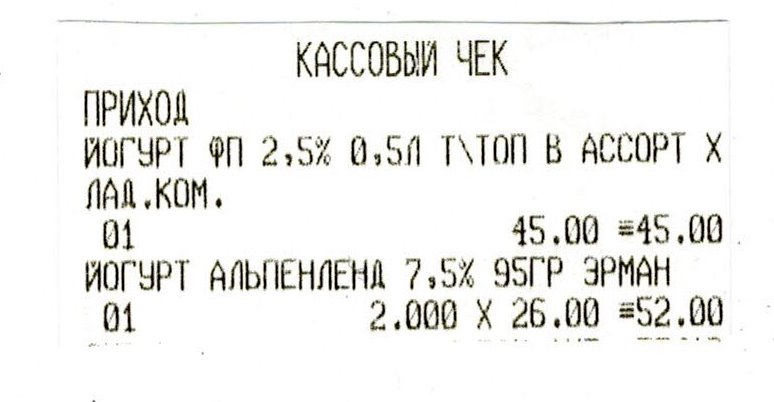 КАССОВЫЙ ЧЕК
ПРИХОД
ЙОГУРТ ФП 2,5% 0,5Л Т\ТОП В АССОРТ Х
ЛАД.КОМ.
01 45.00 ≡45.00
ЙОГУРТ АЛЬПЕНЛЕНД 7,5% 95ГР ЭРМАН
01 2.000 X 26.00 ≡52.00